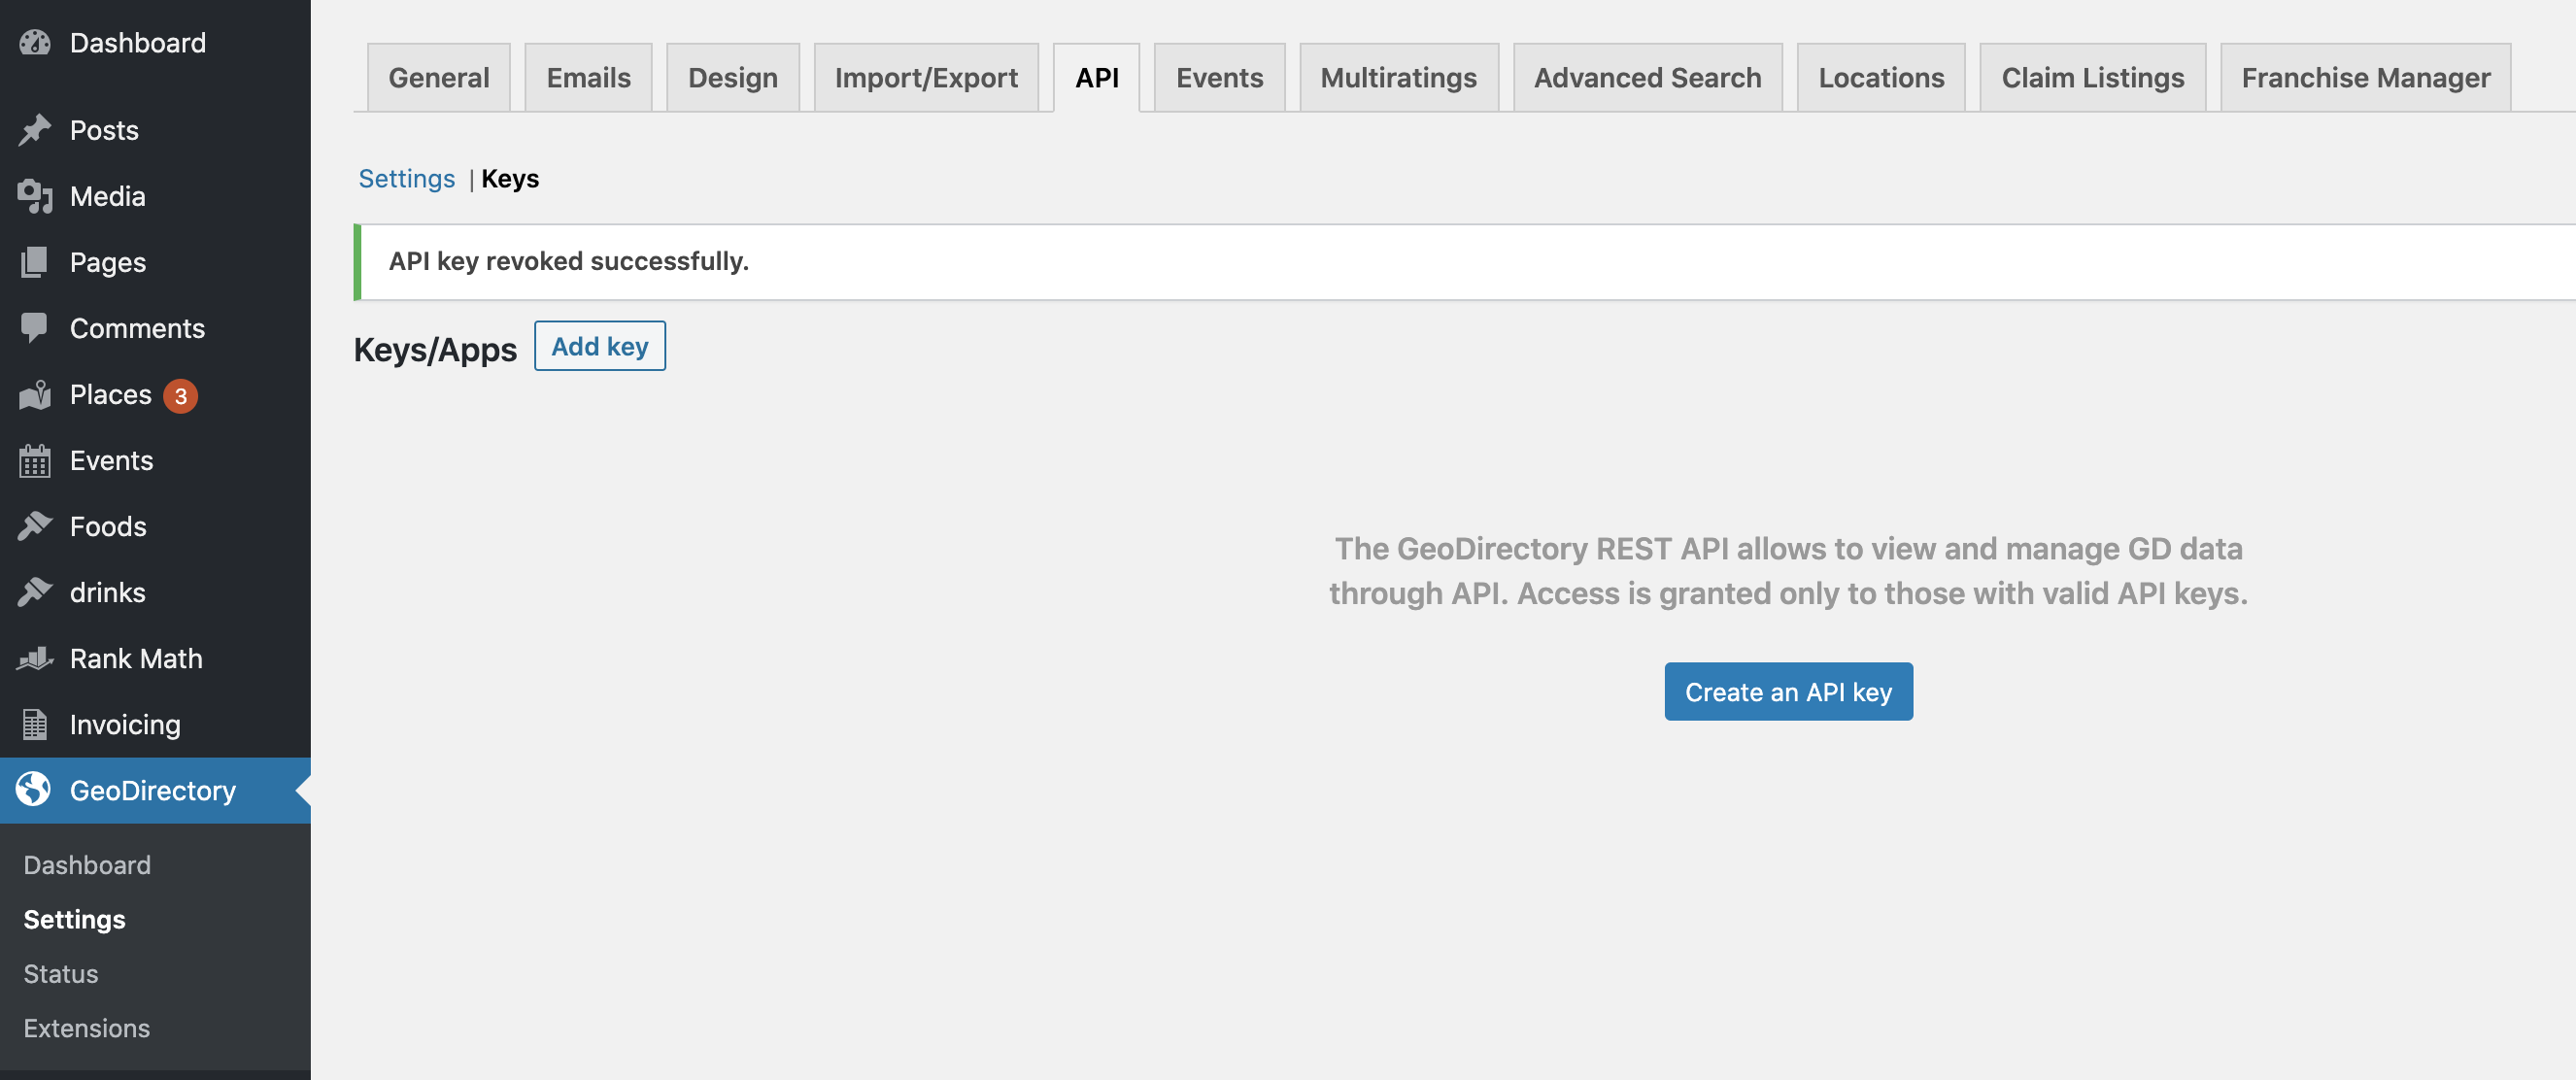 Dashboard
Posts
Media
Pages
Comments
Places 3
Events
Foods
drinks
Rank Math
Invoicing
GeoDirectory
Dashboard
Settings
Status
Extensions
General Emails Design Import/Export API Events Multiratings Advanced Search Locations Claim Listings Franchise Manager
Settings | Keys
API key revoked successfully.
Keys/Apps Add key
The GeoDirectory REST API allows to view and manage GD data
through API. Access is granted only to those with valid API keys.
Create an API key